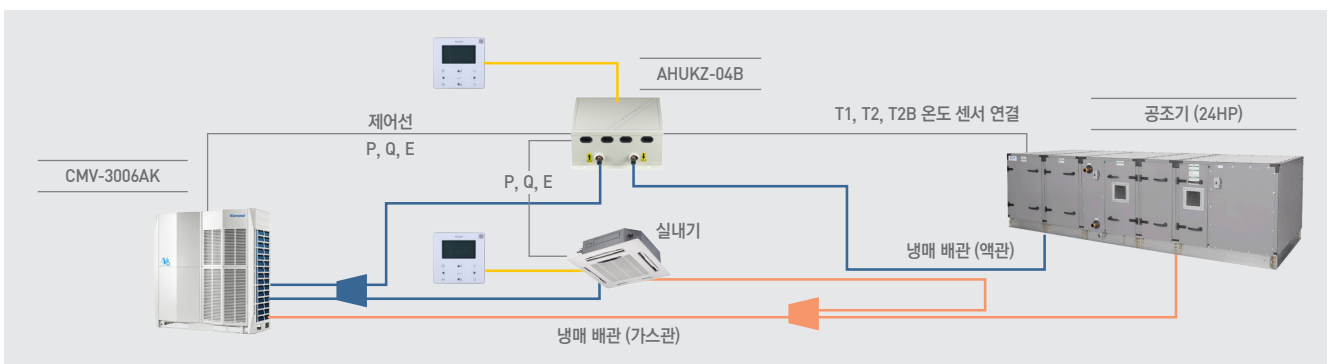 AHUKZ-04B
제어선
P, Q, E
T1, T2, T2B 온도 센서 연결
공조기 (24HP)
CMV-3006AK
P, Q, E
실내기
냉매 배관 (액관)
냉매 배관 (가스관)